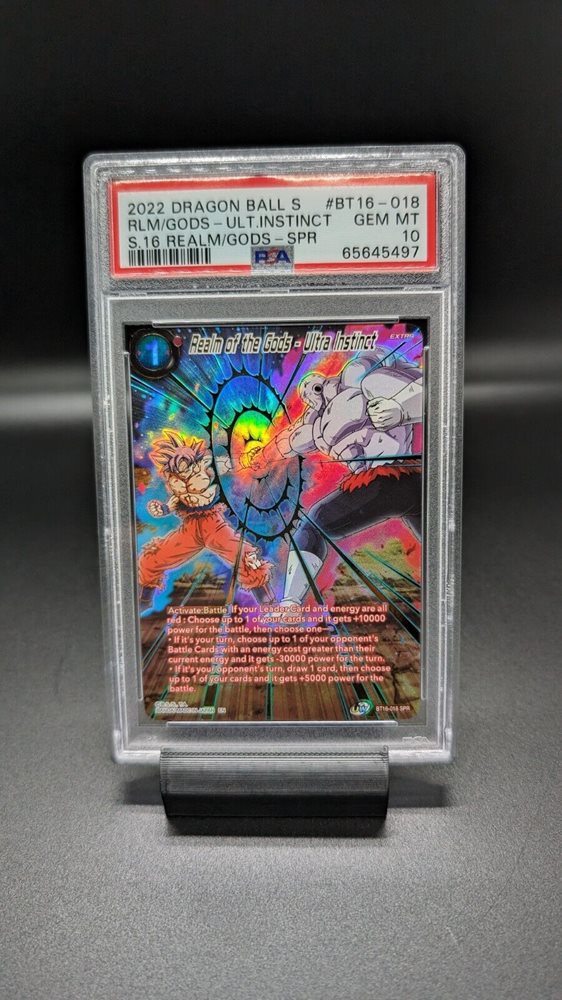 2022 DRAGON BALL S #BT16-018
RLM/GODS-ULT.INSTINCT GEM MT
S.16 REALM/GODS-SPR 10
PSA 65645497
1 Realm of the Gods - Ultra Instinct EXTRA
Activate:Battle If your Leader Card and energy are all
red : Choose up to 1 of your cards and it gets +10000
power for the battle, then choose one—
• If it's your turn, choose up to 1 of your opponent's
Battle Cards with an energy cost greater than their
current energy and it gets -30000 power for the turn.
• If it's your opponent's turn, draw 1 card, then choose
up to 1 of your cards and it gets +5000 power for the
battle.
EN
UW
BT16-018 SPR